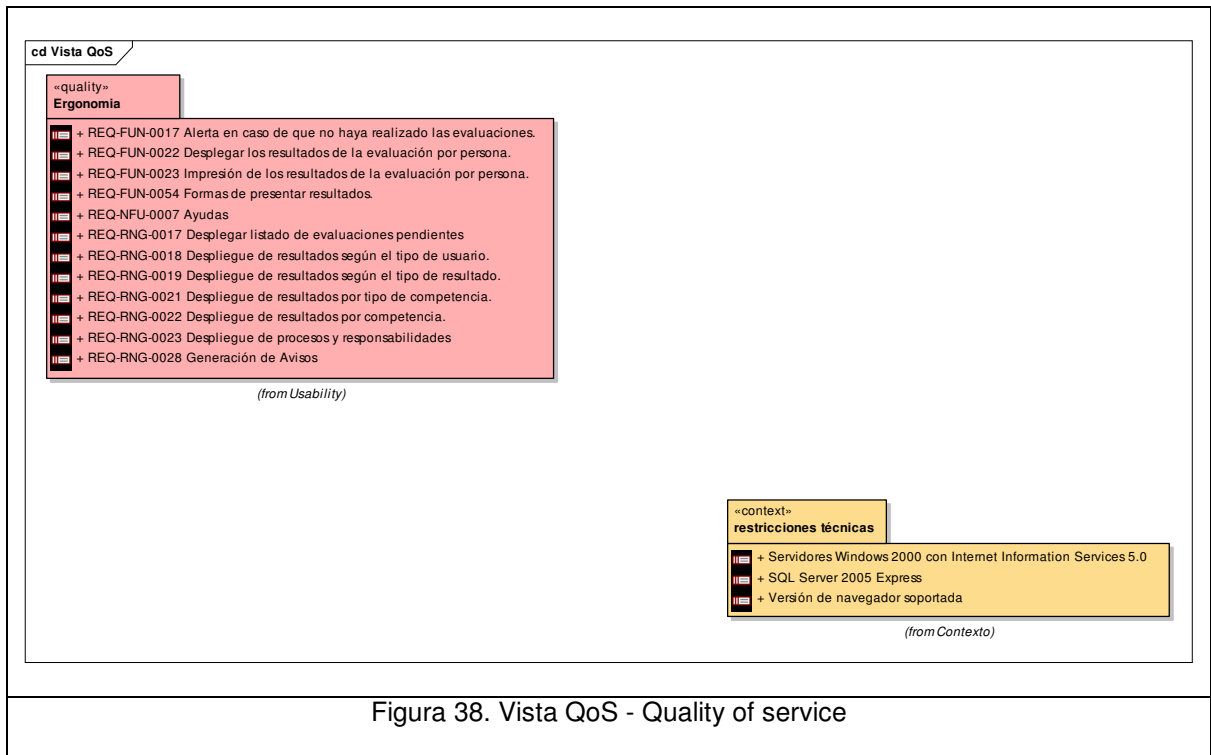 cd Vista QoS
«quality»
Ergonomia
+ REQ-FUN-0017 Alerta en caso de que no haya realizado las evaluaciones.
+ REQ-FUN-0022 Desplegar los resultados de la evaluación por persona.
+ REQ-FUN-0023 Impresión de los resultados de la evaluación por persona.
+ REQ-FUN-0054 Formas de presentar resultados.
+ REQ-NFU-0007 Ayudas
+ REQ-RNG-0017 Desplegar listado de evaluaciones pendientes
+ REQ-RNG-0018 Despliegue de resultados según el tipo de usuario.
+ REQ-RNG-0019 Despliegue de resultados según el tipo de resultado.
+ REQ-RNG-0021 Despliegue de resultados por tipo de competencia.
+ REQ-RNG-0022 Despliegue de resultados por competencia.
+ REQ-RNG-0023 Despliegue de procesos y responsabilidades
+ REQ-RNG-0028 Generación de Avisos
(from Usability)
«context»
restricciones técnicas
+ Servidores Windows 2000 con Internet Information Services 5.0
+ SQL Server 2005 Express
+ Versión de navegador soportada
(from Contexto)
Figura 38. Vista QoS - Quality of service